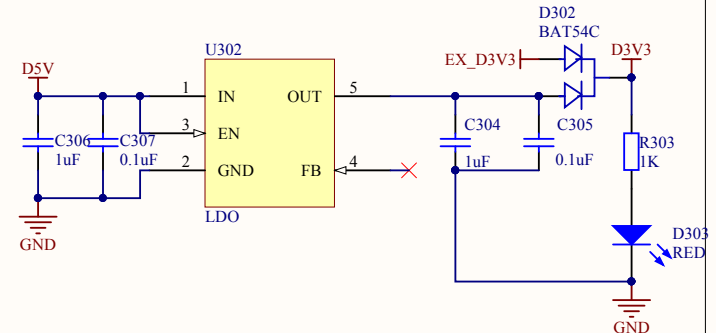 D302
BAT54C
U302
EX_D3V3
D3V3
D5V
1
IN
OUT
5
3
EN
C306
1uF
C307
0.1uF
C304
1uF
C305
0.1uF
R303
1K
2
GND
FB
4
LDO
GND
D303
RED
GND